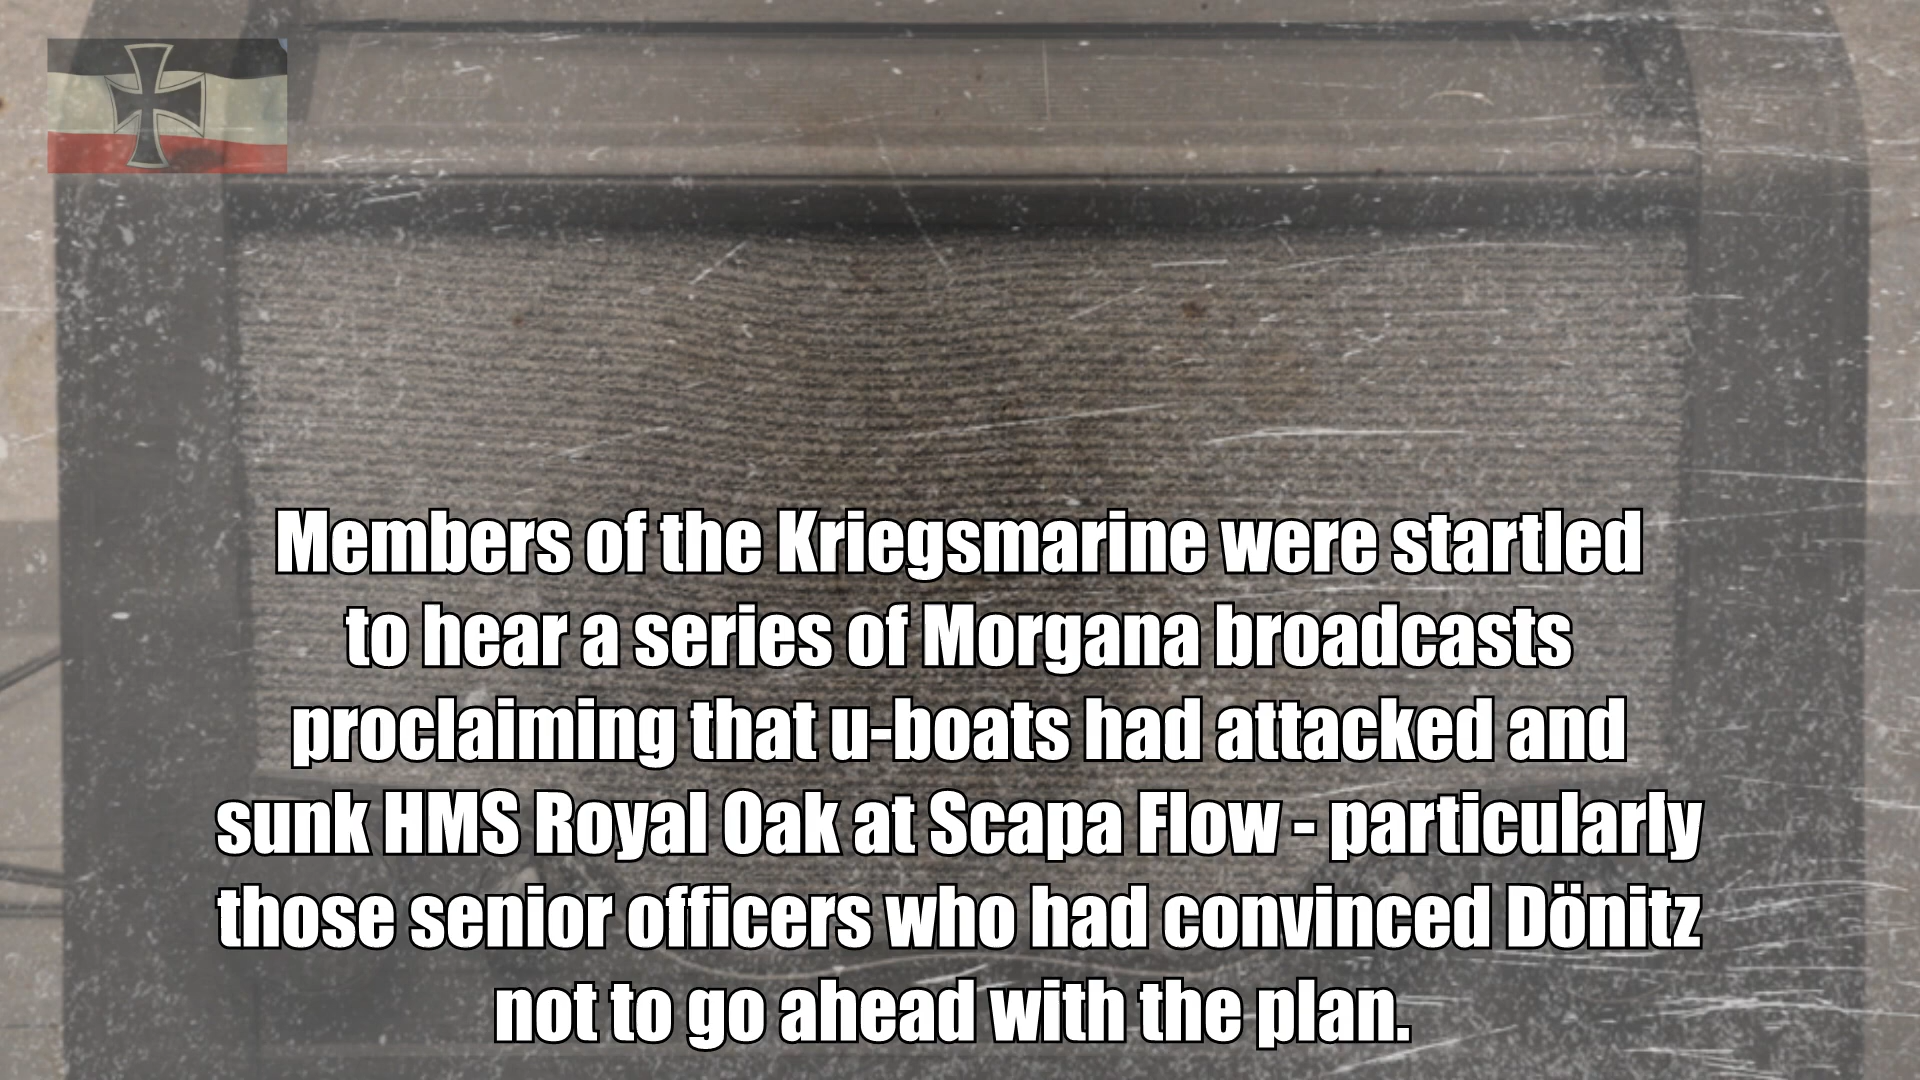 Members of the Kriegsmarine were startled
to hear a series of Morgana broadcasts
proclaiming that u-boats had attacked and
sunk HMS Royal Oak at Scapa Flow - particularly
those senior officers who had convinced Dönitz
not to go ahead with the plan.